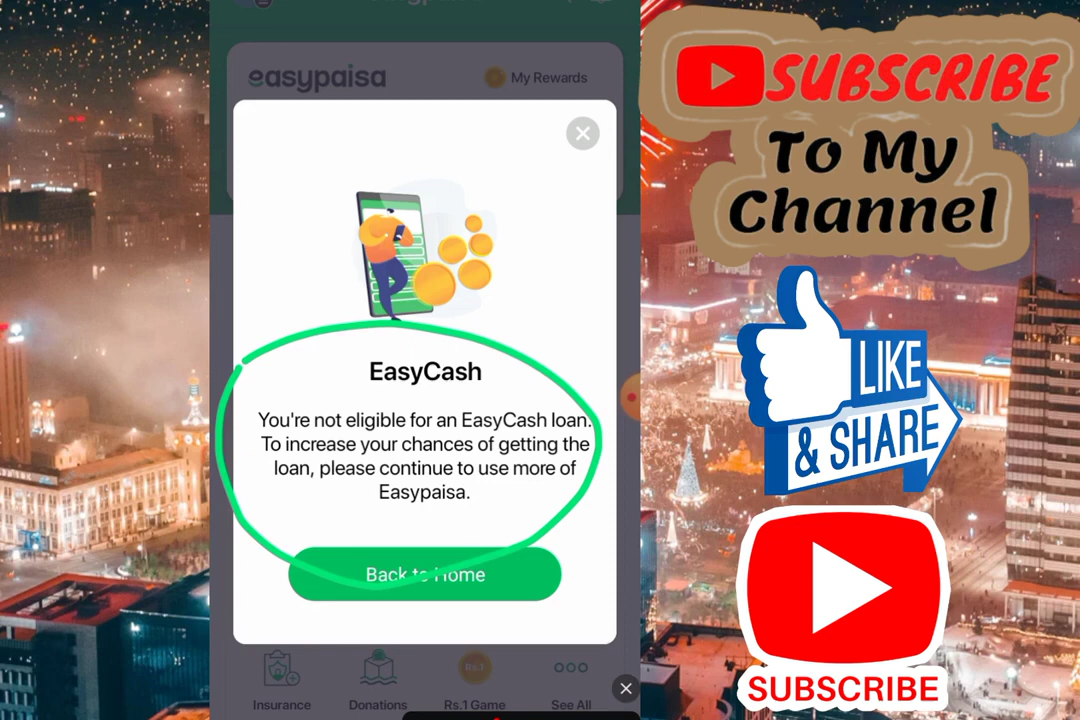 easypaisa
My Rewards
EasyCash
You're not eligible for an EasyCash loan.
To increase your chances of getting the
loan, please continue to use more of
Easypaisa.
Back to Home
Insurance
Donations
Rs.1
Rs.1 Game
See All
SUBSCRIBE
To My
Channel
LIKE
& SHARE
SUBSCRIBE